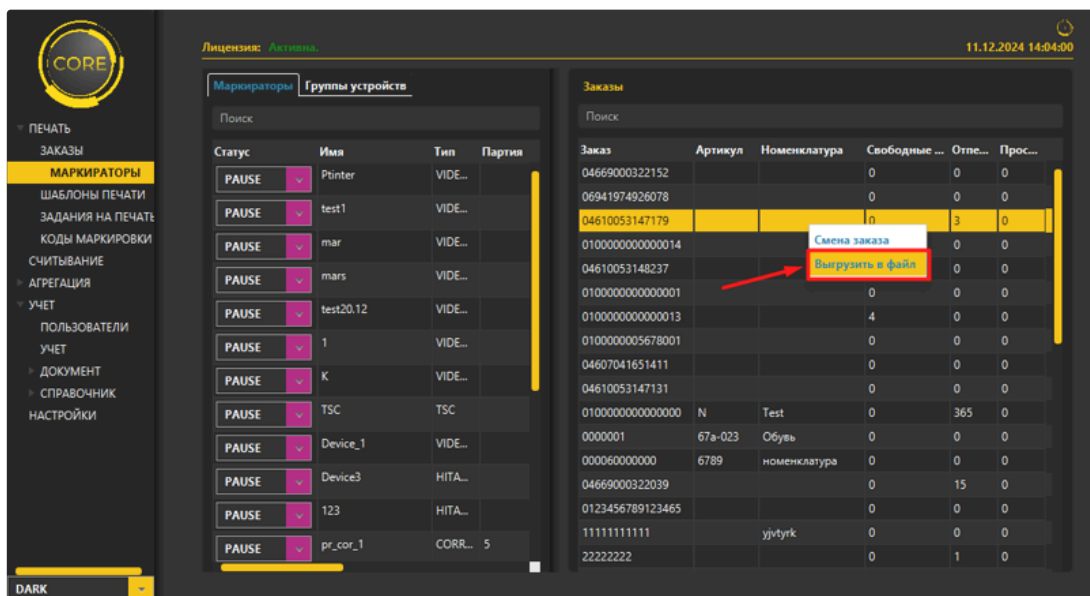 CORE
Лицензия: Активна.
11.12.2024 14:04:00
ПЕЧАТЬ
ЗАКАЗЫ
МАРКИРАТОРЫ
ШАБЛОНЫ ПЕЧАТИ
ЗАДАНИЯ НА ПЕЧАТЬ
КОДЫ МАРКИРОВКИ
СЧИТЫВАНИЕ
АГРЕГАЦИЯ
УЧЕТ
ПОЛЬЗОВАТЕЛИ
УЧЕТ
ДОКУМЕНТ
СПРАВОЧНИК
НАСТРОЙКИ
DARK
Маркираторы Группы устройств
Поиск
Статус Имя Тип Партия
PAUSE Ptinter VIDE...
PAUSE test1 VIDE...
PAUSE mar VIDE...
PAUSE mars VIDE...
PAUSE test20.12 VIDE...
PAUSE 1 VIDE...
PAUSE K VIDE...
PAUSE TSC TSC
PAUSE Device_1 VIDE...
PAUSE Device3 HITA...
PAUSE 123 HITA...
PAUSE pr_cor_1 CORR... 5
Заказы
Поиск
Заказ Артикул Номенклатура Свободные ... Отпе... Прос...
04669000322152 0 0 0
06941974926078 0 0 0
04610053147179 0 3 0
0100000000000014 0 0
04610053148237 0 0
0100000000000001 0 0 0
0100000000000013 4 0 0
0100000005678001 0 0 0
04607041651411 0 0 0
04610053147131 0 0 0
0100000000000000 N Test 0 365 0
0000001 67a-023 Обувь 0 0 0
000060000000 6789 номенклатура 0 0 0
04669000322039 0 15 0
0123456789123465 0 0 0
11111111111 yjvtyrk 0 0 0
22222222 0 1 0
Смена заказа
Выгрузить в файл